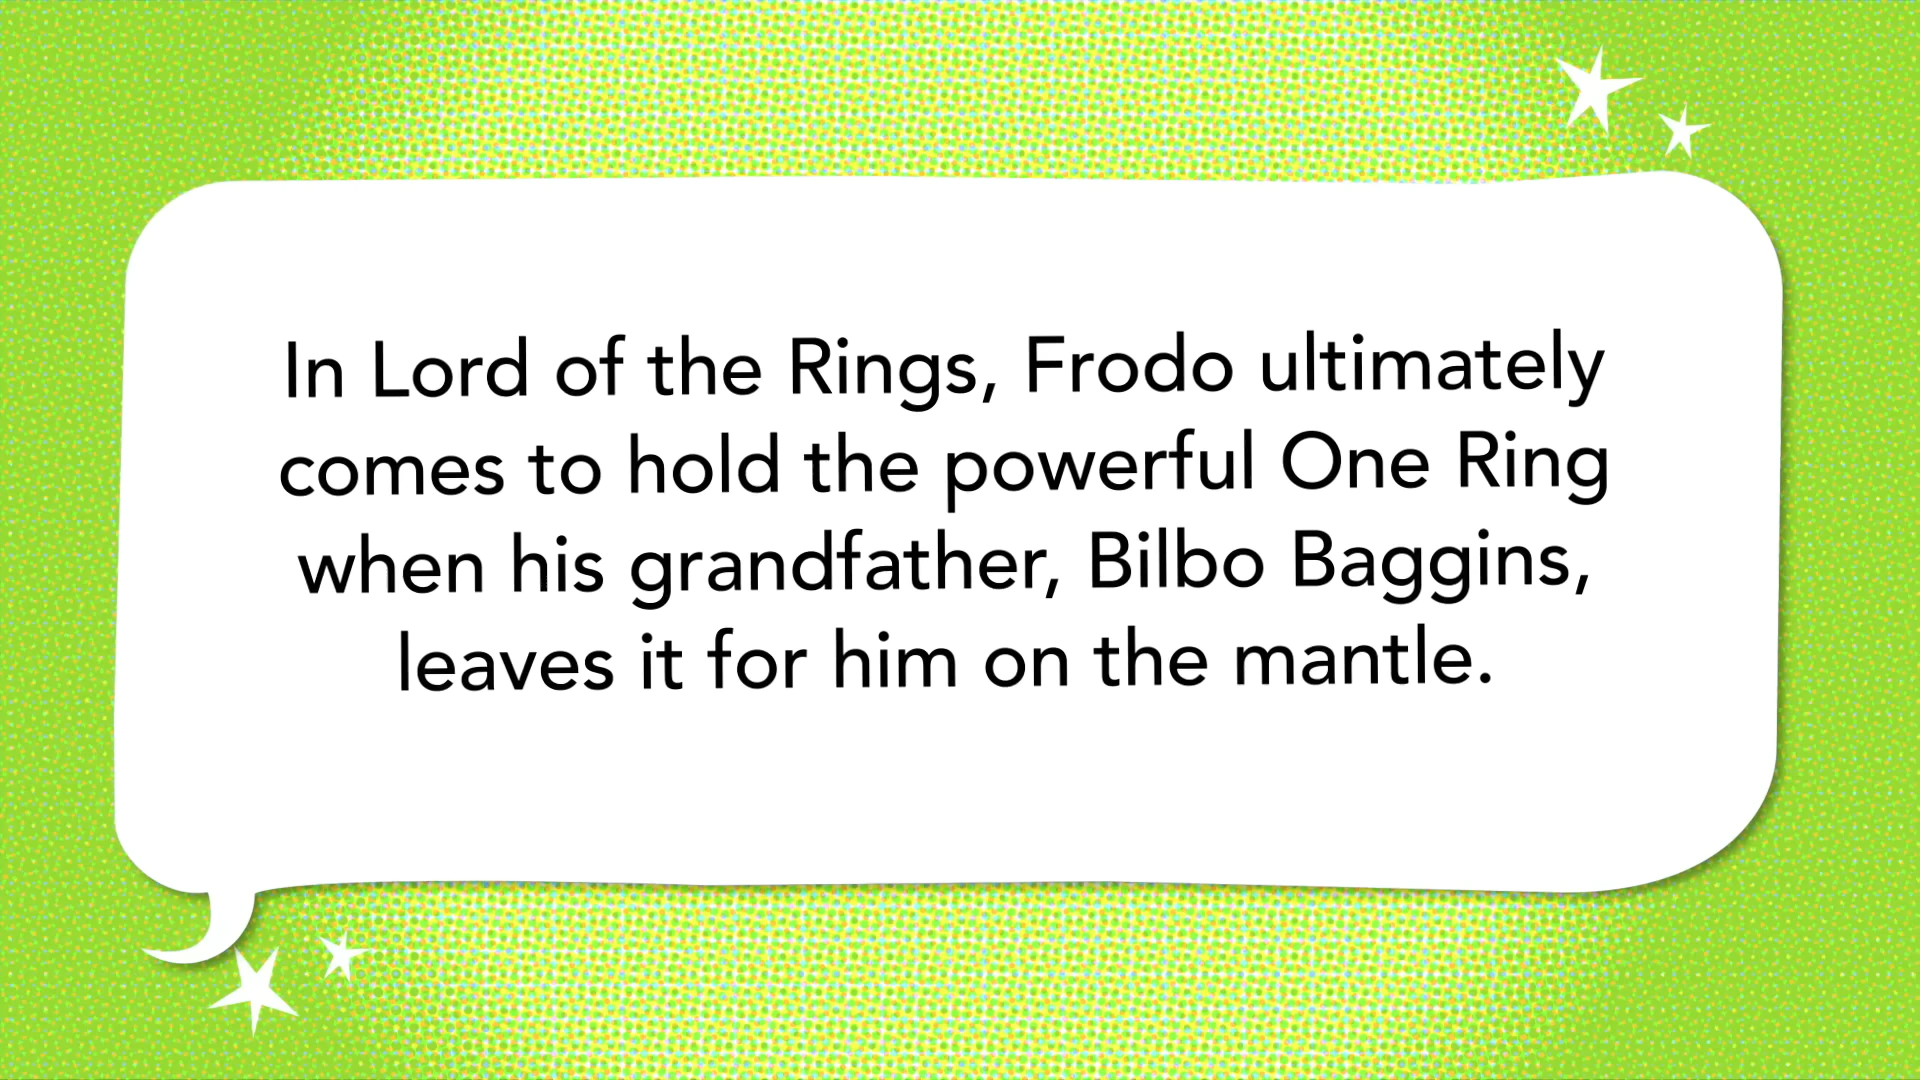 In Lord of the Rings, Frodo ultimately
comes to hold the powerful One Ring
when his grandfather, Bilbo Baggins,
leaves it for him on the mantle.